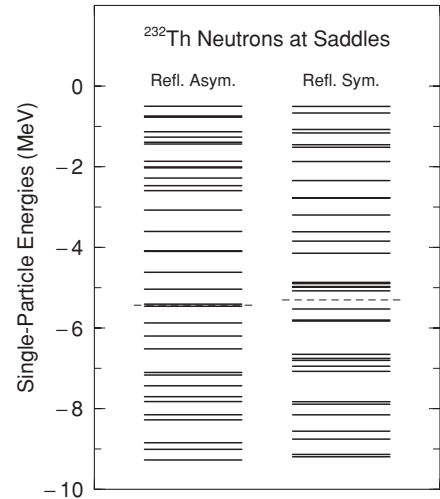 ²³²Th Neutrons at Saddles
Refl. Asym. Refl. Sym.
Single-Particle Energies (MeV)
0
−2
−4
−6
−8
−10